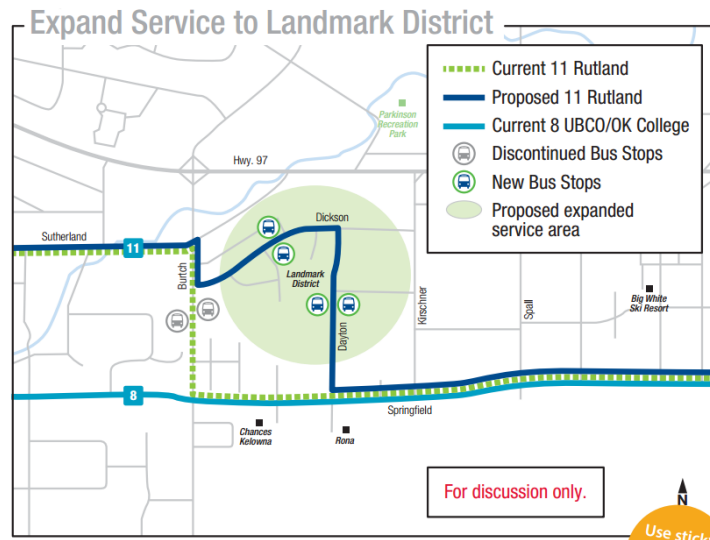 Expand Service to Landmark District
Current 11 Rutland
Proposed 11 Rutland
Current 8 UBCO/OK College
Discontinued Bus Stops
New Bus Stops
Proposed expanded
service area
Parkinson
Recreation
Park
Hwy. 97
Sutherland
11
Burtch
Dickson
Landmark
District
Dayton
Kirschner
Spall
Big White
Ski Resort
8
Springfield
Chances
Kelowna
Rona
For discussion only.
N
Use stick